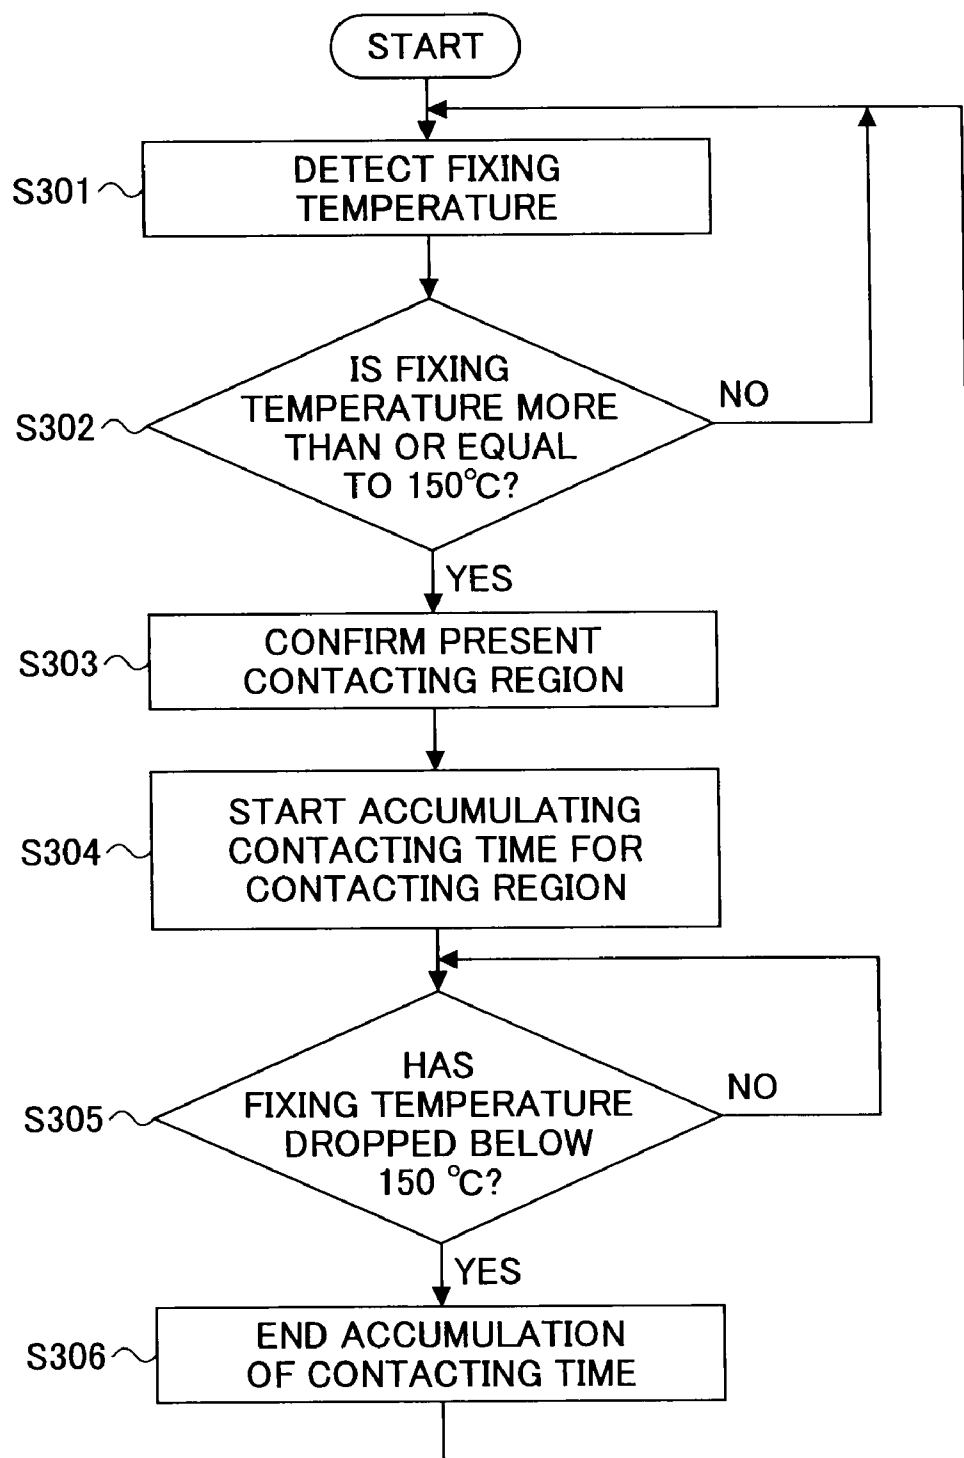 START
S301
DETECT FIXING
TEMPERATURE
S302
IS FIXING
TEMPERATURE MORE
THAN OR EQUAL
TO 150°C?
NO
YES
S303
CONFIRM PRESENT
CONTACTING REGION
S304
START ACCUMULATING
CONTACTING TIME FOR
CONTACTING REGION
S305
HAS
FIXING TEMPERATURE
DROPPED BELOW
150 °C?
NO
YES
S306
END ACCUMULATION
OF CONTACTING TIME